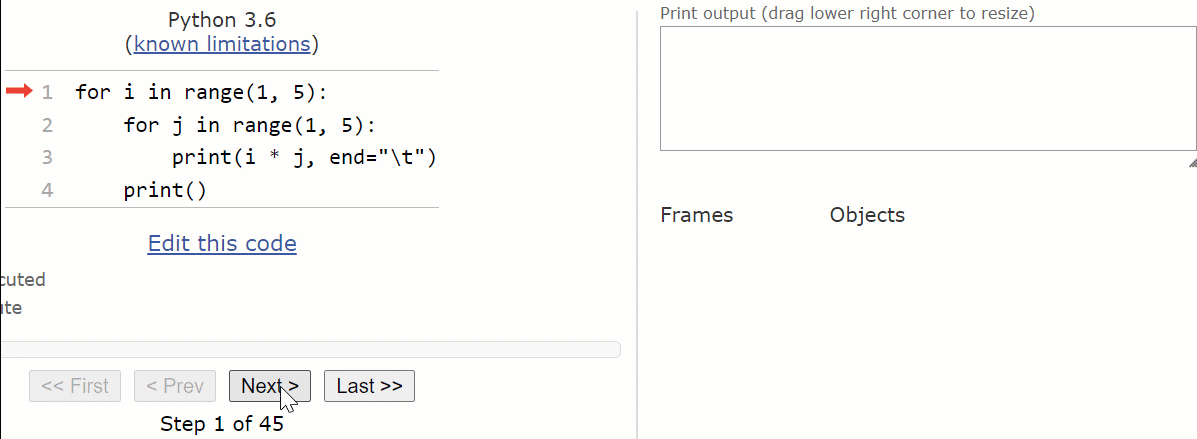 Python 3.6
(known limitations)
1 for i in range(1, 5):
2 for j in range(1, 5):
3 print(i * j, end="\t")
4 print()
Edit this code
cuted
ute
<< First < Prev Next > Last >>
Step 1 of 45
Print output (drag lower right corner to resize)
Frames Objects